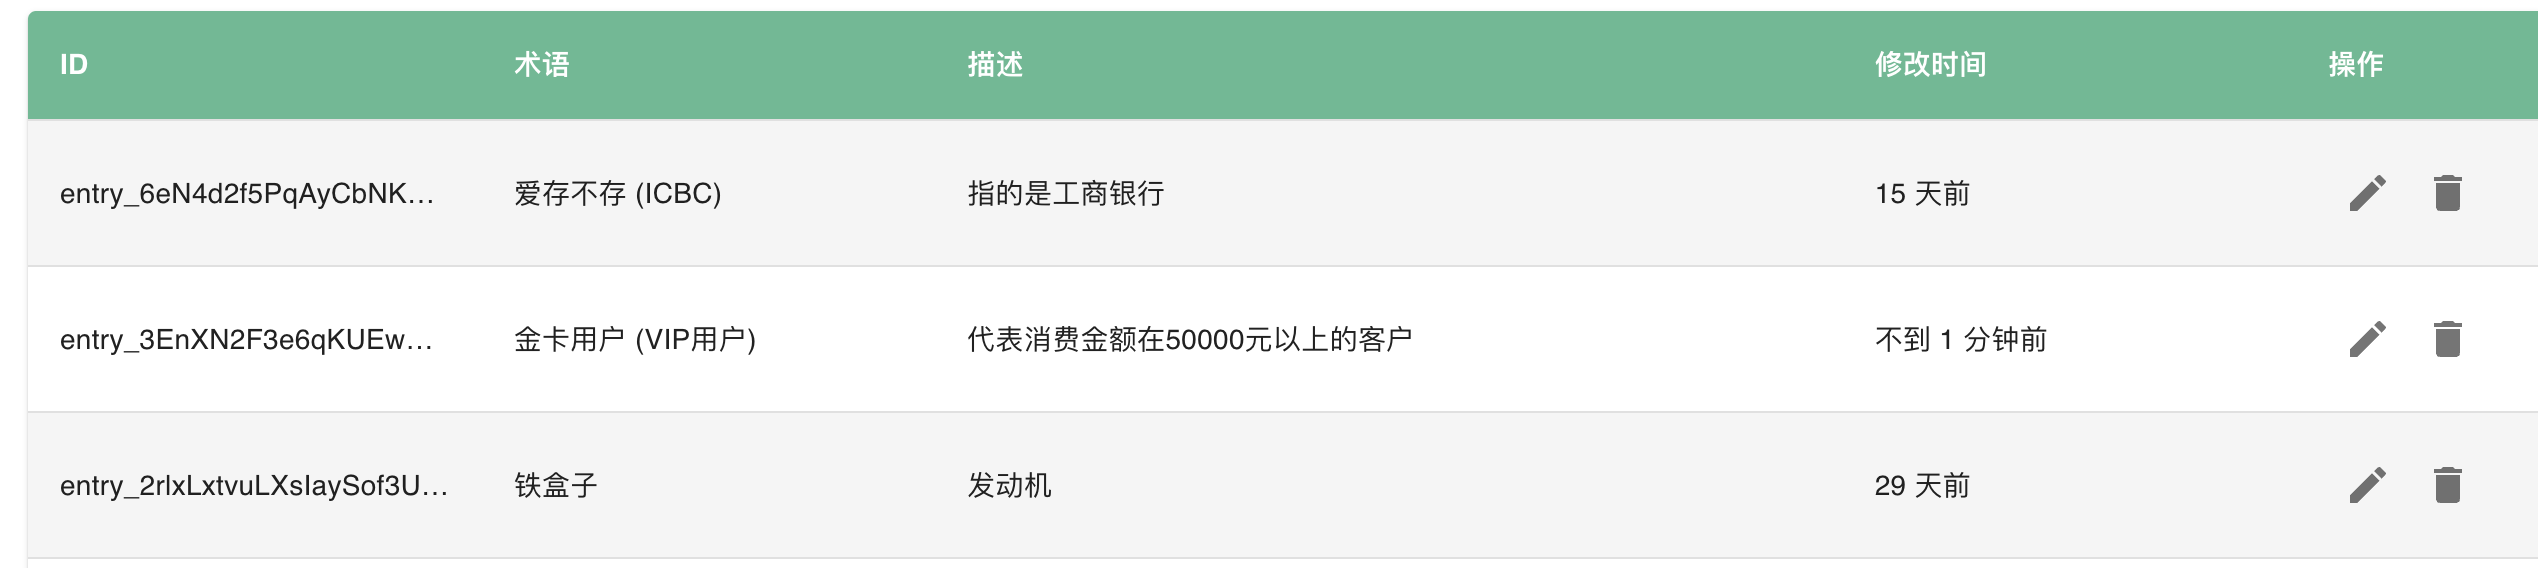 ID 术语 描述 修改时间 操作
entry_6eN4d2f5PqAyCbNK... 爱存不存 (ICBC) 指的是工商银行 15 天前
entry_3EnXN2F3e6qKUEw... 金卡用户 (VIP用户) 代表消费金额在50000元以上的客户 不到 1 分钟前
entry_2rlxLxtvuLXsIaySof3U... 铁盒子 发动机 29 天前